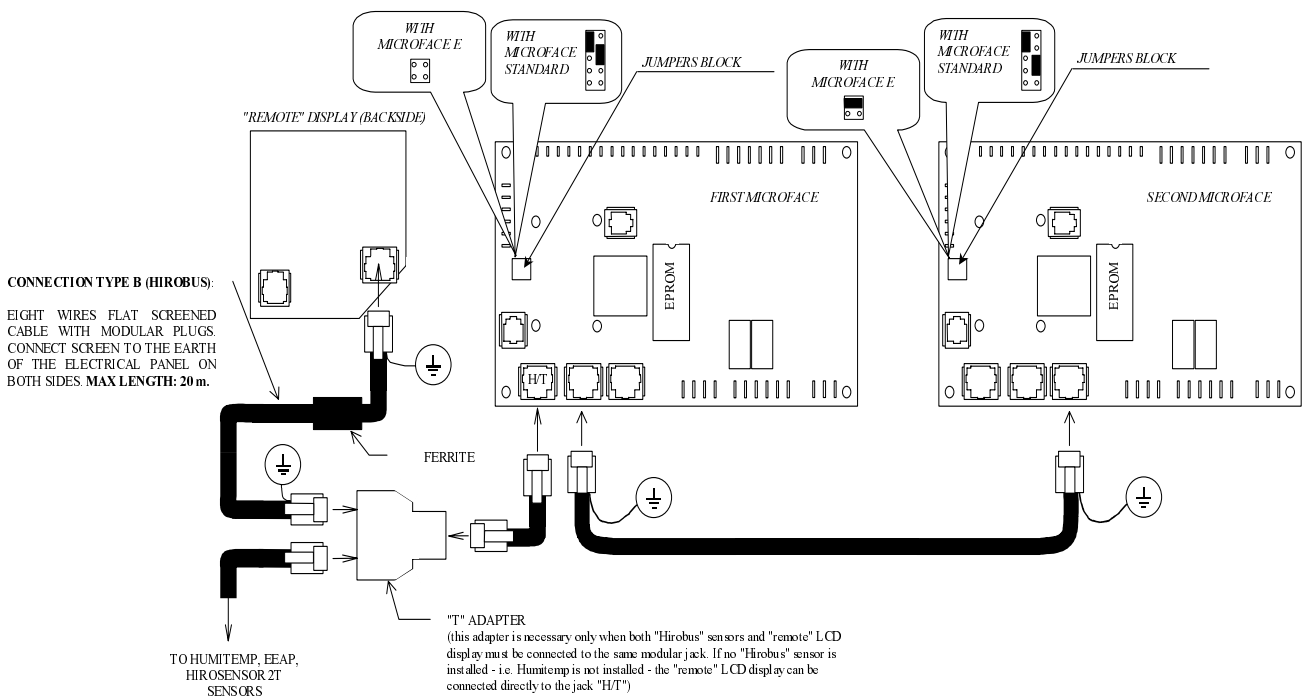 WITH
MICROFACE E
WITH
MICROFACE
STANDARD
JUMPERS BLOCK
WITH
MICROFACE E
WITH
MICROFACE
STANDARD
JUMPERS BLOCK
"REMOTE" DISPLAY (BACKSIDE)
FIRST MICROFACE
SECOND MICROFACE
EPROM
EPROM
CONNECTION TYPE B (HIROBUS):
EIGHT WIRES FLAT SCREENED
CABLE WITH MODULAR PLUGS.
CONNECT SCREEN TO THE EARTH
OF THE ELECTRICAL PANEL ON
BOTH SIDES. MAX LENGTH: 20 m.
H/T
FERRITE
"T" ADAPTER
(this adapter is necessary only when both "Hirobus" sensors and "remote" LCD
display must be connected to the same modular jack. If no "Hirobus" sensor is
installed - i.e. Humitemp is not installed - the "remote" LCD display can be
connected directly to the jack "H/T")
TO HUMITEMP, EEAP,
HIROSENSOR 2T
SENSORS